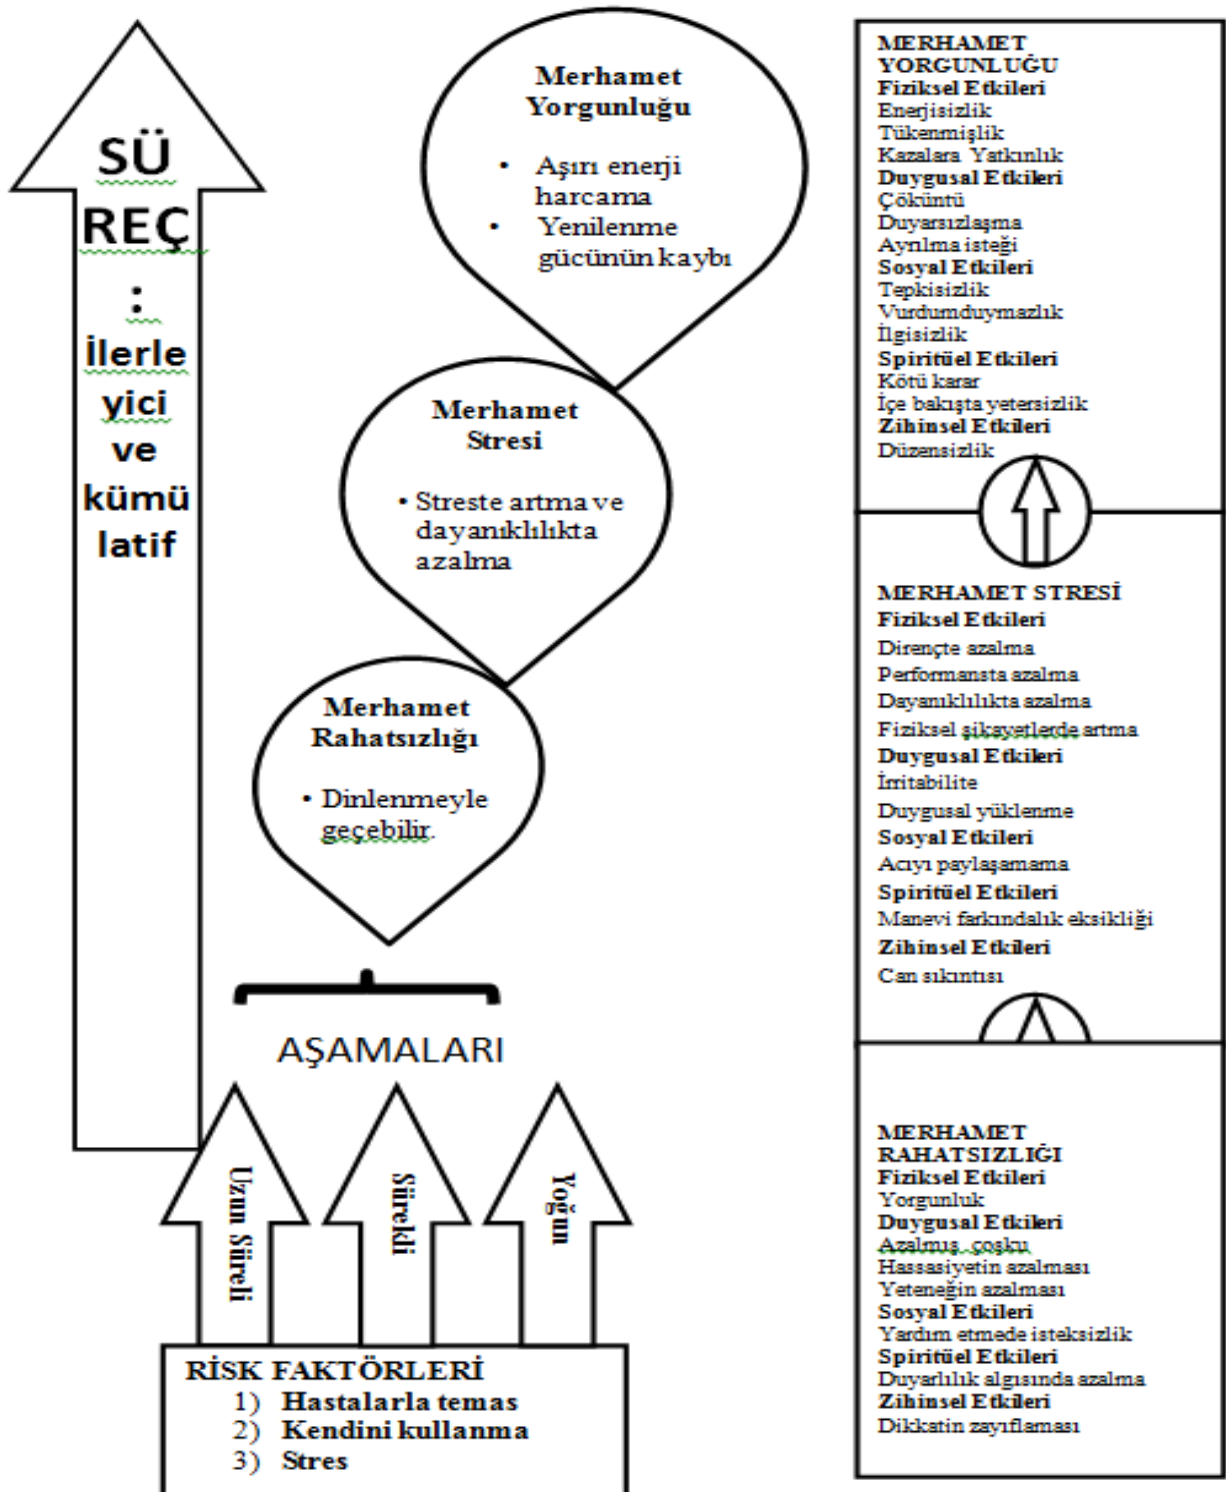 SÜ
REÇ
:
İlerle
yici
ve
kümü
latif
Merhamet
Yorgunluğu
• Aşırı enerji
harcama
• Yenilenme
gücünün kaybı
Merhamet
Stresi
• Streste artma ve
dayanıklılıkta
azalma
Merhamet
Rahatsızlığı
• Dinlenmeyle
geçebilir.
AŞAMALARI
Uzun Süreli
Sürekli
Yoğun
RİSK FAKTÖRLERİ
1) Hastalarla temas
2) Kendini kullanma
3) Stres
MERHAMET
YORGUNLUĞU
Fiziksel Etkileri
Enerjisizlik
Tükenmişlik
Kazalara Yatkınlık
Duygusal Etkileri
Çöküntü
Duyarsızlaşma
Ayrılma isteği
Sosyal Etkileri
Tepkisizlik
Vurdumduymazlık
İlgisizlik
Spiritüel Etkileri
Kötü karar
İçe bakışta yetersizlik
Zihinsel Etkileri
Düzensizlik
MERHAMET STRESİ
Fiziksel Etkileri
Dirençte azalma
Performansta azalma
Dayanıklılıkta azalma
Fiziksel şikayetlerde artma
Duygusal Etkileri
İrritabilite
Duygusal yüklenme
Sosyal Etkileri
Acıyı paylaşamama
Spiritüel Etkileri
Manevi farkındalık eksikliği
Zihinsel Etkileri
Can sıkıntısı
MERHAMET
RAHATSIZLIĞI
Fiziksel Etkileri
Yorgunluk
Duygusal Etkileri
Azalmış çoşku
Hassasiyetin azalması
Yeteneğin azalması
Sosyal Etkileri
Yardım etmede isteksizlik
Spiritüel Etkileri
Duyarlılık algısında azalma
Zihinsel Etkileri
Dikkatin zayıflaması